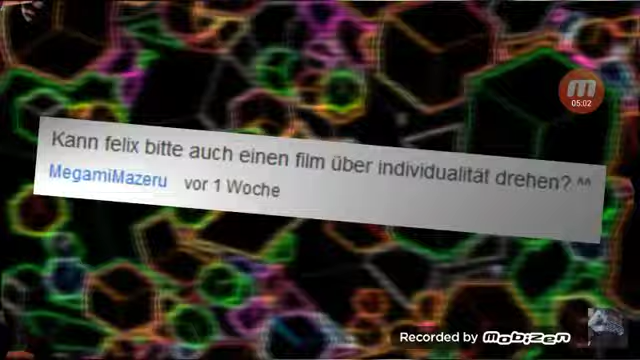 05:02
Kann felix bitte auch einen film über individualität drehen? ^^
MegamiMazeru vor 1 Woche
Recorded by Mobizen